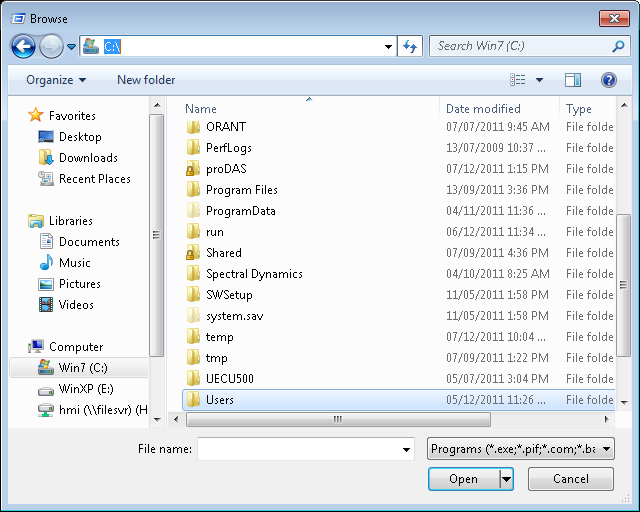 Browse
C:\
Search Win7 (C:)
Organize
New folder
Favorites
Desktop
Downloads
Recent Places
Libraries
Documents
Music
Pictures
Videos
Computer
Win7 (C:)
WinXP (E:)
hmi (\\filesvr) (H
Name Date modified Type
ORANT 07/07/2011 9:45 AM File folde
PerfLogs 13/07/2009 10:37 ... File folde
proDAS 07/12/2011 1:15 PM File folde
Program Files 13/09/2011 3:36 PM File folde
ProgramData 04/11/2011 11:36 ... File folde
run 06/12/2011 11:34 ... File folde
Shared 07/09/2011 4:36 PM File folde
Spectral Dynamics 04/10/2011 8:25 AM File folde
SWSetup 11/05/2011 1:58 PM File folde
system.sav 11/05/2011 1:58 PM File folde
temp 07/12/2011 10:04 ... File folde
tmp 07/09/2011 1:22 PM File folde
UECU500 05/07/2011 3:04 PM File folde
Users 05/12/2011 11:26 ... File folde
File name:
Programs (*.exe;*.pif;*.com;*.ba
Open
Cancel